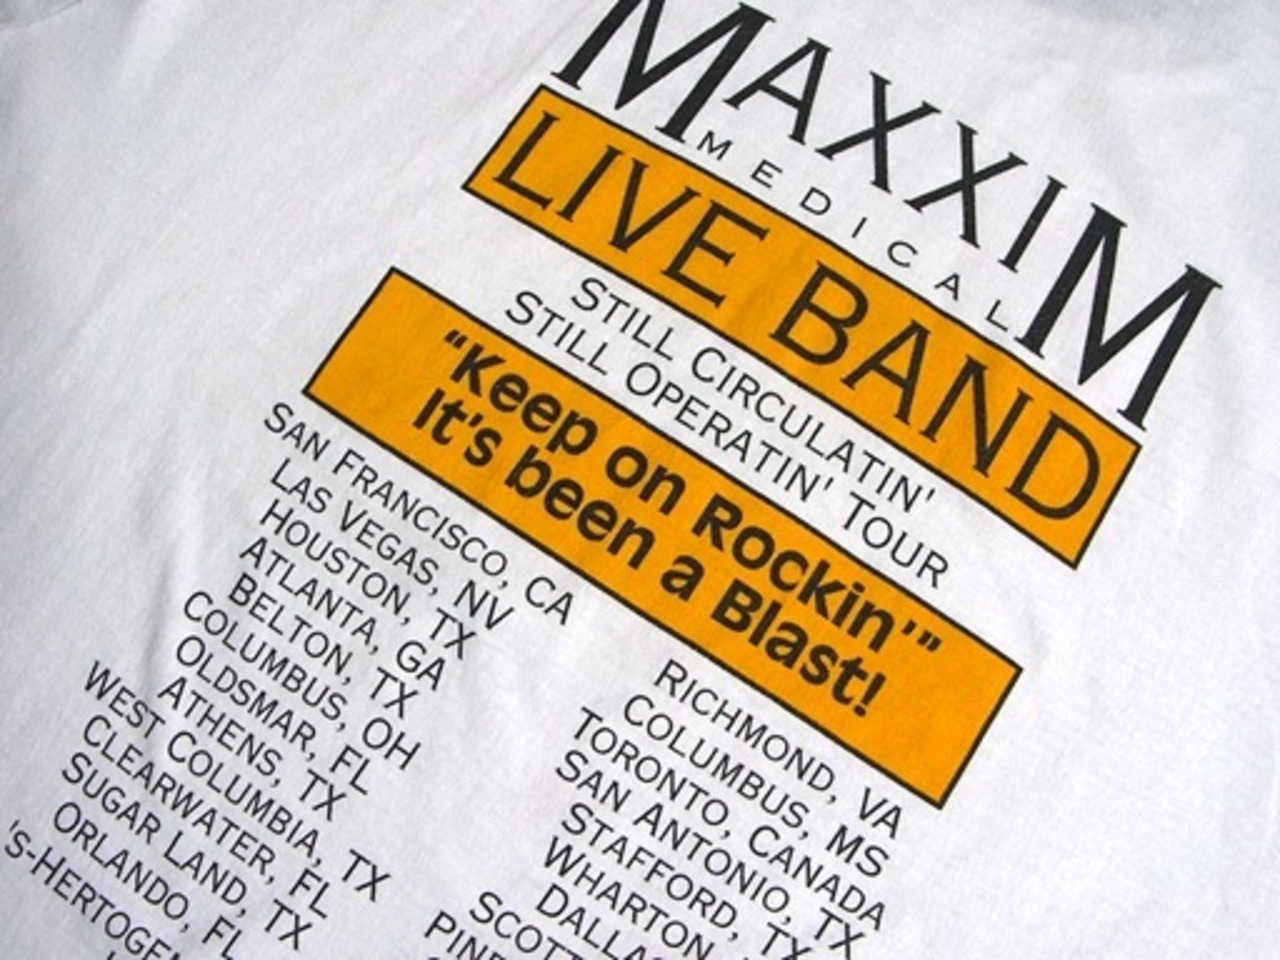 MAXXIM
MEDICAL
LIVE BAND
STILL CIRCULATIN'
STILL OPERATIN' TOUR
“Keep on Rockin’”
It's been a Blast!
SAN FRANCISCO, CA
LAS VEGAS, NV
HOUSTON, TX
ATLANTA, GA
BELTON, TX
COLUMBUS, OH
OLDSMAR, FL
ATHENS, TX
WEST COLUMBIA, TX
CLEARWATER, FL
SUGAR LAND, TX
ORLANDO, FL
RICHMOND, VA
COLUMBUS, MS
TORONTO, CANADA
SAN ANTONIO, TX
STAFFORD, TX
WHARTON,